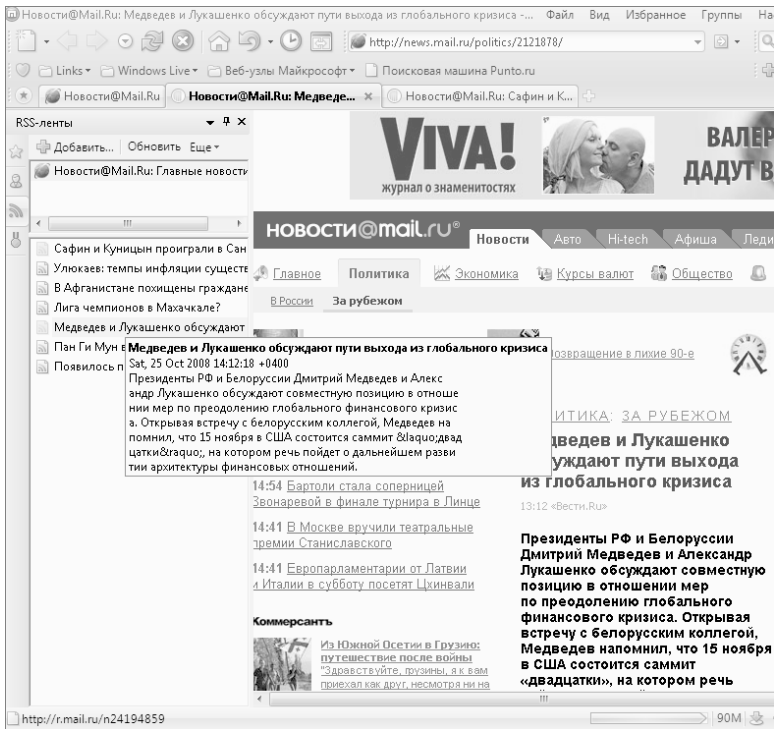 Новости@Mail.Ru: Медведев и Лукашенко обсуждают пути выхода из глобального кризиса -... Файл Вид Избранное Группы На
http://news.mail.ru/politics/2121878/
Links Windows Live Веб-узлы Майкрософт Поисковая машина Punto.ru
Новости@Mail.Ru Новости@Mail.Ru: Медведе... Новости@Mail.Ru: Сафин и К...
RSS-ленты
Добавить... Обновить Еще
Новости@Mail.Ru: Главные новости
Сафин и Куницын проиграли в Сан
Улюкаев: темпы инфляции существ
В Афганистане похищены граждане
Лига чемпионов в Махачкале?
Медведев и Лукашенко обсуждают
Пан Ги Мун в
Появилось п
Медведев и Лукашенко обсуждают пути выхода из глобального кризиса
Sat, 25 Oct 2008 14:12:18 +0400
Президенты РФ и Белоруссии Дмитрий Медведев и Алекс
андр Лукашенко обсуждают совместную позицию в отноше
нии мер по преодолению глобального финансового кризис
а. Открывая встречу с белорусским коллегой, Медведев на
помнил, что 15 ноября в США состоится саммит &laquo;двад
цатки&raquo;, на котором речь пойдет о дальнейшем разви
тии архитектуры финансовых отношений.
VIVA!
журнал о знаменитостях
ВАЛЕР
ДАДУТ В
новости@mail.ru®
Новости Авто Hi-tech Афиша Леди
Главное Политика Экономика Курсы валют Общество
В России За рубежом
озвращение в лихие 90-е
ИТИКА: ЗА РУБЕЖОМ
дведев и Лукашенко
уждают пути выхода
из глобального кризиса
13:12 «Вести.Ru»
Президенты РФ и Белоруссии
Дмитрий Медведев и Александр
Лукашенко обсуждают совместную
позицию в отношении мер
по преодолению глобального
финансового кризиса. Открывая
встречу с белорусским коллегой,
Медведев напомнил, что 15 ноября
в США состоится саммит
«двадцатки», на котором речь
14:54 Бартоли стала соперницей
Звонаревой в финале турнира в Линце
14:41 В Москве вручили театральные
премии Станиславского
14:41 Европарламентарии от Латвии
и Италии в субботу посетят Цхинвали
Коммерсантъ
Из Южной Осетии в Грузию:
путешествие после войны
"Здравствуйте, грузины, я к вам
приехал как друг, несмотря ни на
http://r.mail.ru/n24194859
90M